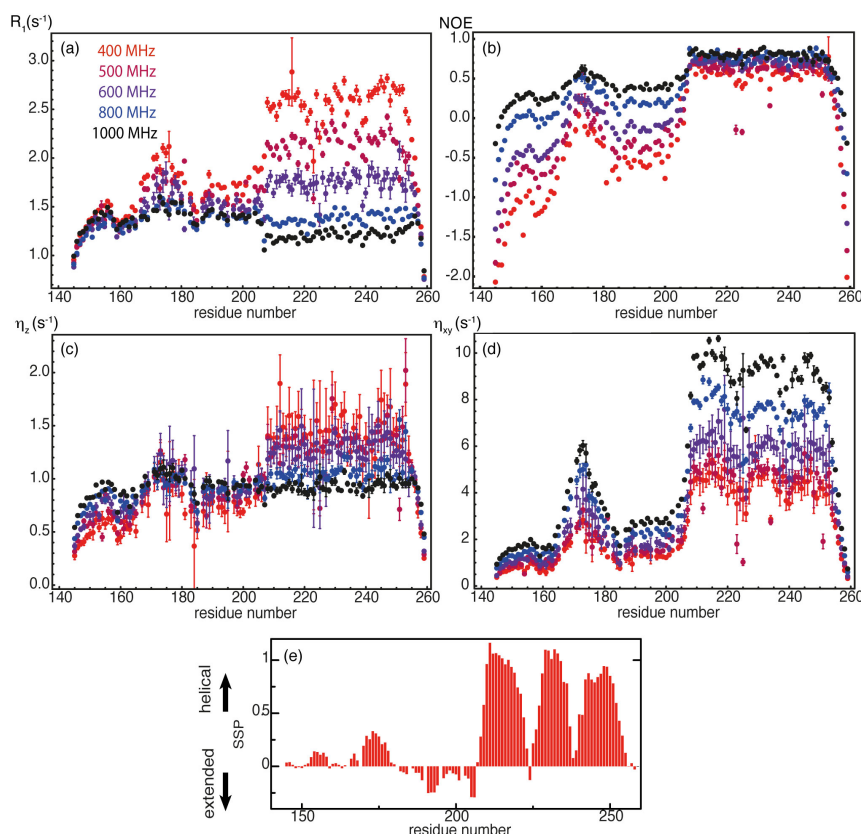 R1(s-1) NOE
(a) (b)
400 MHz
500 MHz
600 MHz
800 MHz
1000 MHz
3.0
2.5
2.0
1.5
1.0
140 160 180 200 220 240 260
residue number
1.0
0.5
0.0
-0.5
-1.0
-1.5
-2.0
140 160 180 200 220 240 260
residue number
ηz(s-1) ηxy(s-1)
(c) (d)
2.0
1.5
1.0
0.5
0.0
140 160 180 200 220 240 260
residue number
10
8
6
4
2
0
140 160 180 200 220 240 260
residue number
(e)
helical
extended
SSP
1
0.5
0
150 200 250
residue number